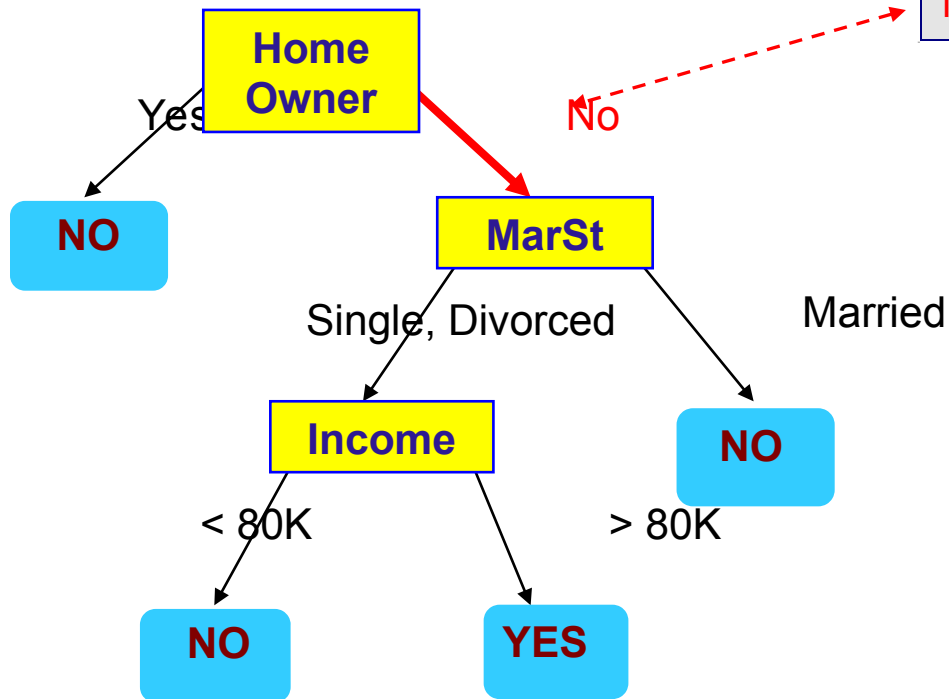 Home
Owner
Yes
No
NO
MarSt
Single, Divorced
Married
Income
NO
< 80K
> 80K
NO
YES